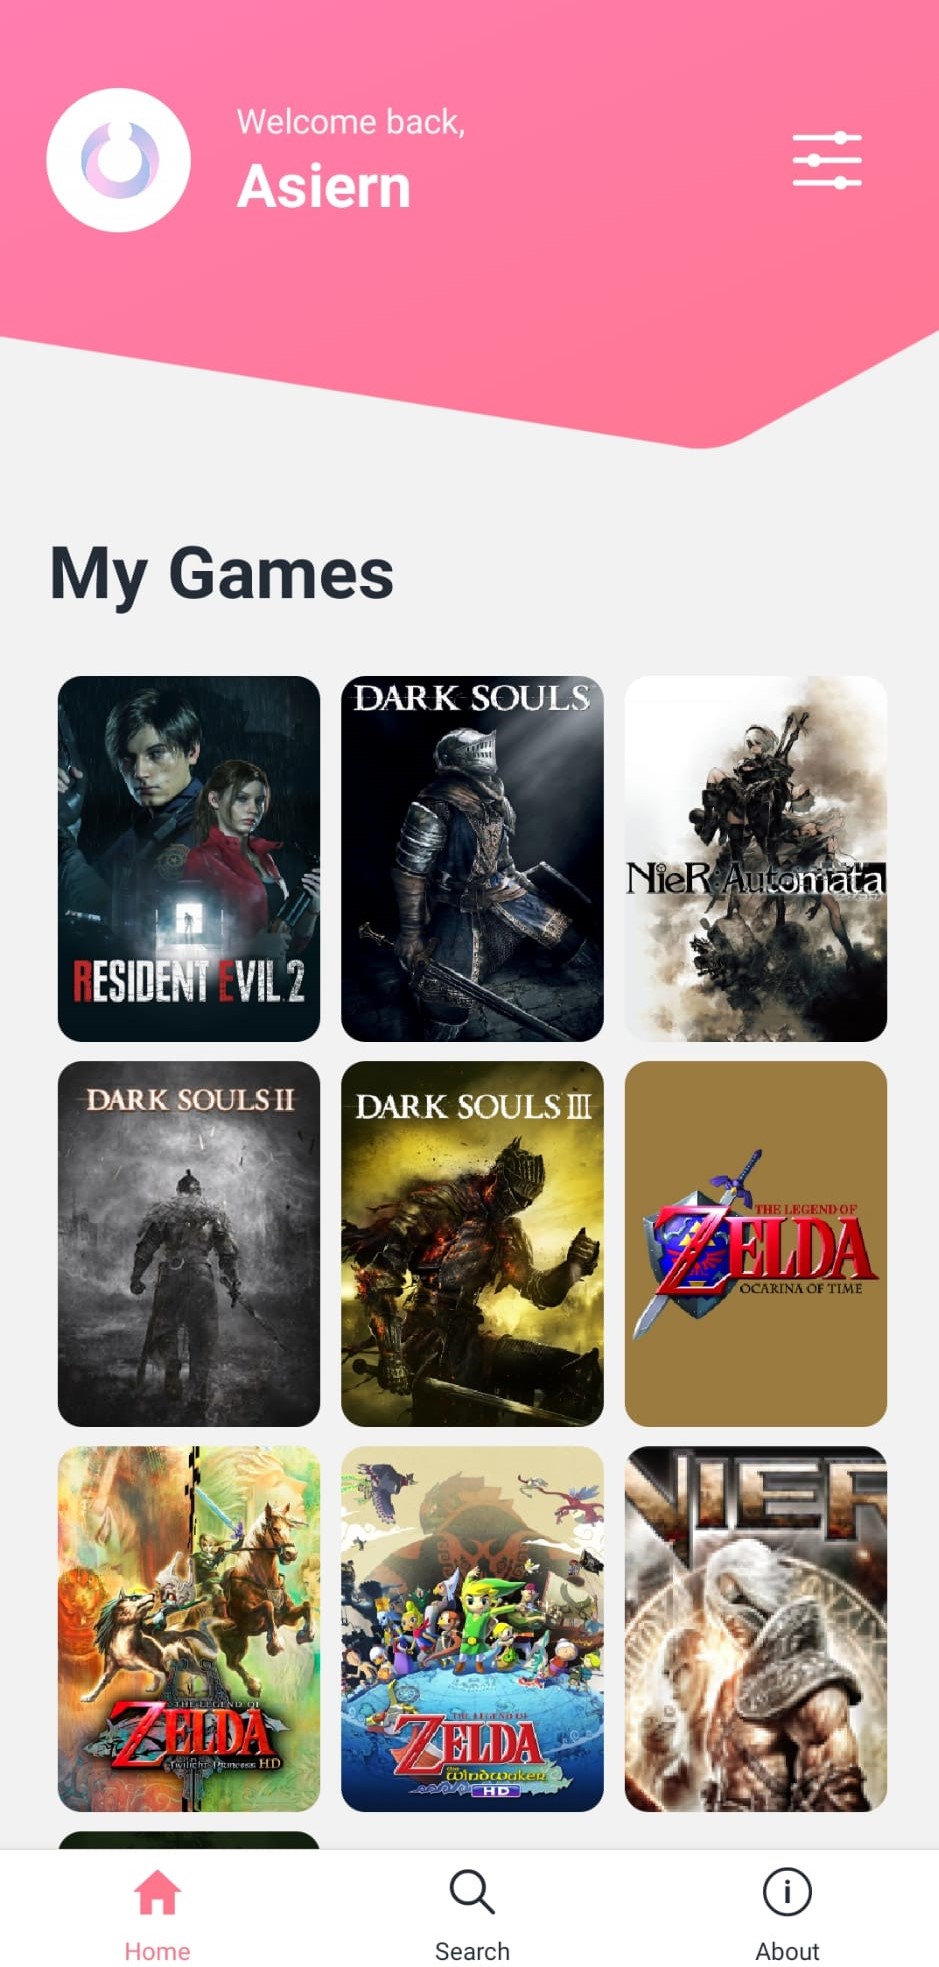 Welcome back,
Asiern
My Games
RESIDENT EVIL 2
DARK SOULS
NieR:Automata
DARK SOULS II
DARK SOULS III
THE LEGEND OF
ZELDA
OCARINA OF TIME
THE LEGEND OF
ZELDA
Twilight Princess HD
THE LEGEND OF
ZELDA
the Windwaker
HD
NIER
Home
Search
About